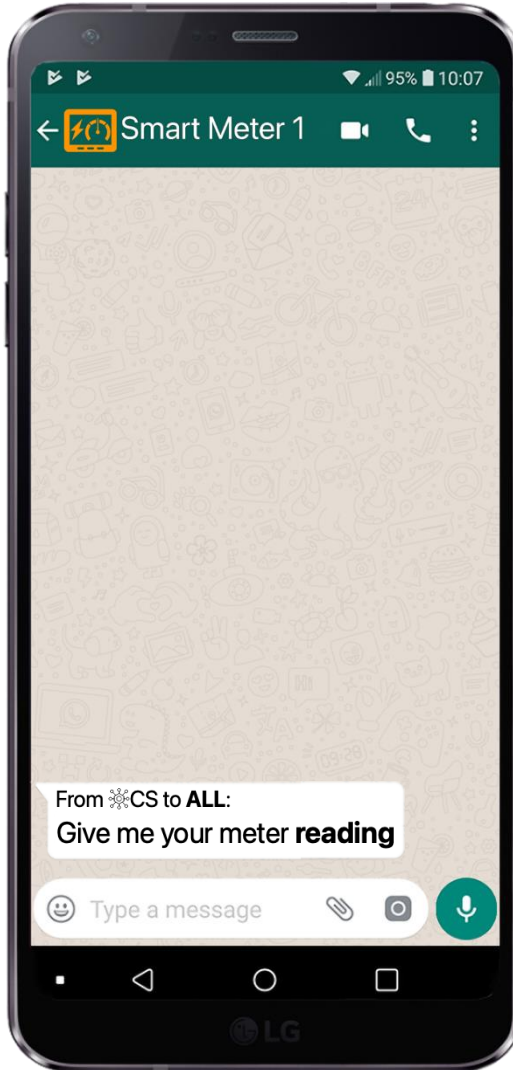 95% 10:07
Smart Meter 1
From CS to ALL:
Give me your meter reading
Type a message
LG